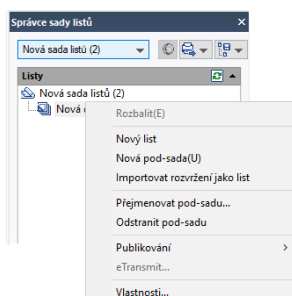 Správce sady listů
Nová sada listů (2)
Listy
Nová sada listů (2)
Nová
Rozbalit(E)
Nový list
Nová pod-sada(U)
Importovat rozvržení jako list
Přejmenovat pod-sadu...
Odstranit pod-sadu
Publikování
eTransmit...
Vlastnosti...